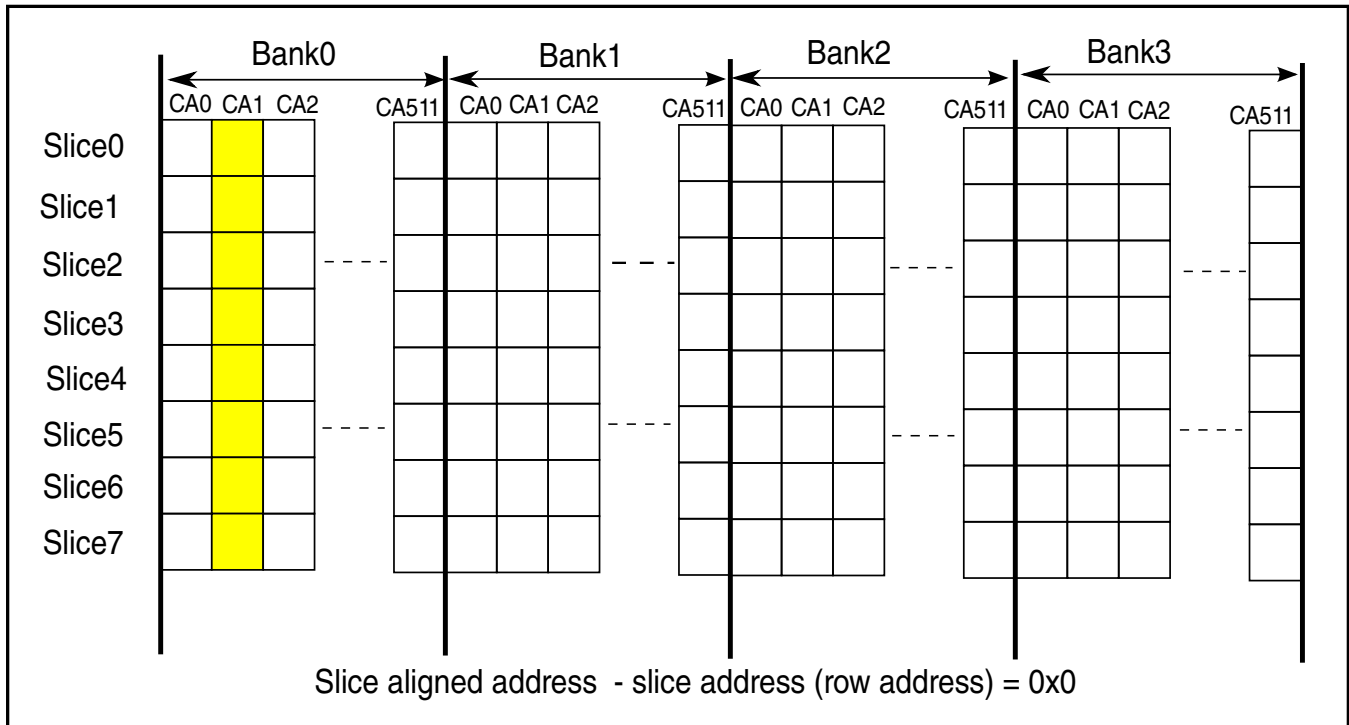 Bank0 Bank1 Bank2 Bank3
CA0 CA1 CA2 CA511 CA0 CA1 CA2 CA511 CA0 CA1 CA2 CA511 CA0 CA1 CA2 CA511
Slice0
Slice1
Slice2
Slice3
Slice4
Slice5
Slice6
Slice7
Slice aligned address - slice address (row address) = 0x0